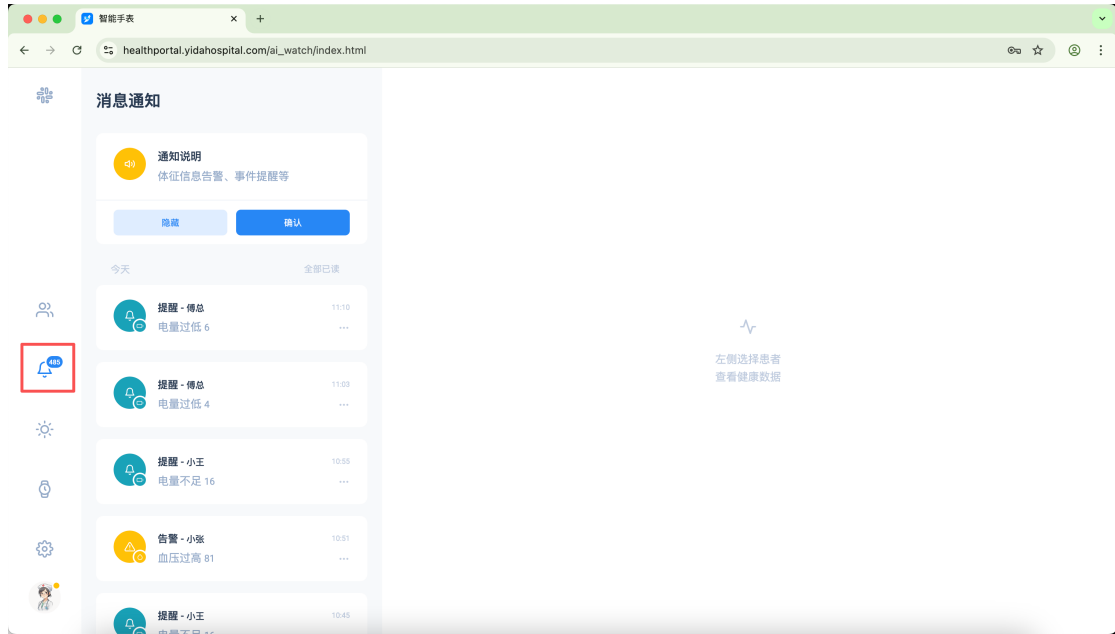 智能手表
healthportal.yidahospital.com/ai_watch/index.html
消息通知
通知说明
体征信息告警、事件提醒等
隐藏
确认
今天
全部已读
提醒 - 傅总
11:10
电量过低 6
485
提醒 - 傅总
11:03
电量过低 4
提醒 - 小王
10:55
电量不足 16
告警 - 小张
10:51
血压过高 81
提醒 - 小王
10:45
左侧选择患者
查看健康数据